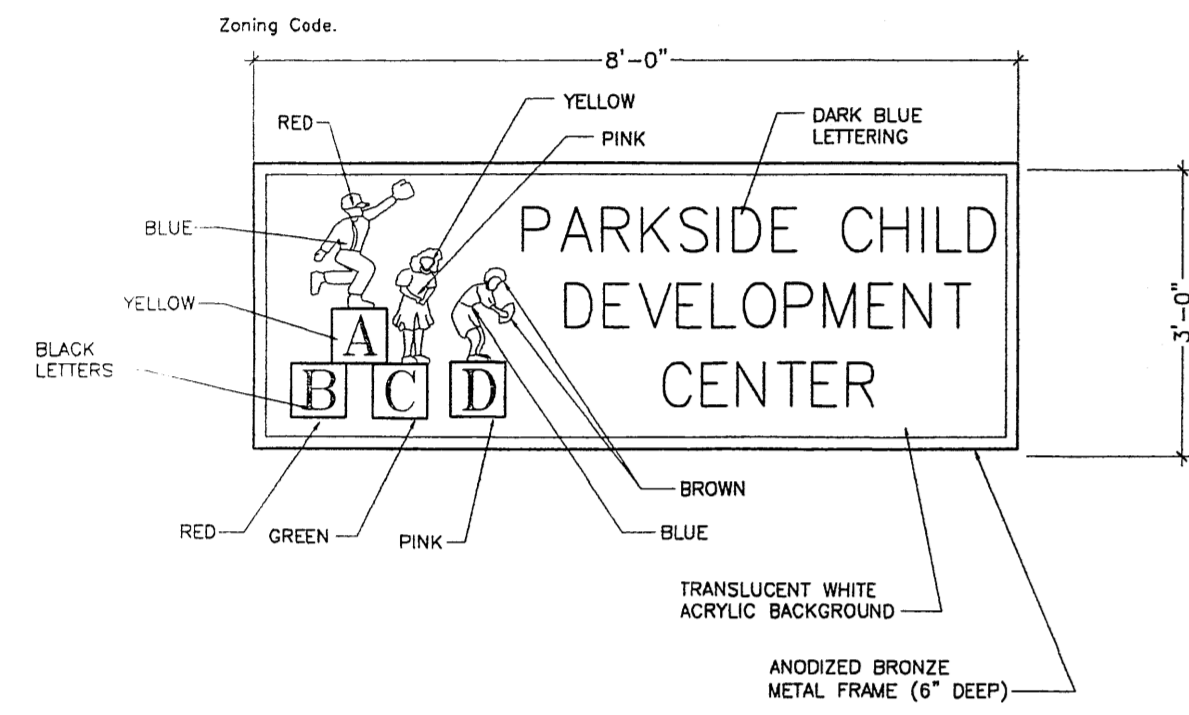 Zoning Code.
8'-0"
YELLOW
RED
PINK
DARK BLUE
LETTERING
BLUE
PARKSIDE CHILD
DEVELOPMENT
CENTER
3'-0"
YELLOW
BLACK
LETTERS
A
B C D
BROWN
RED
GREEN
PINK
BLUE
TRANSLUCENT WHITE
ACRYLIC BACKGROUND
ANODIZED BRONZE
METAL FRAME (6" DEEP)